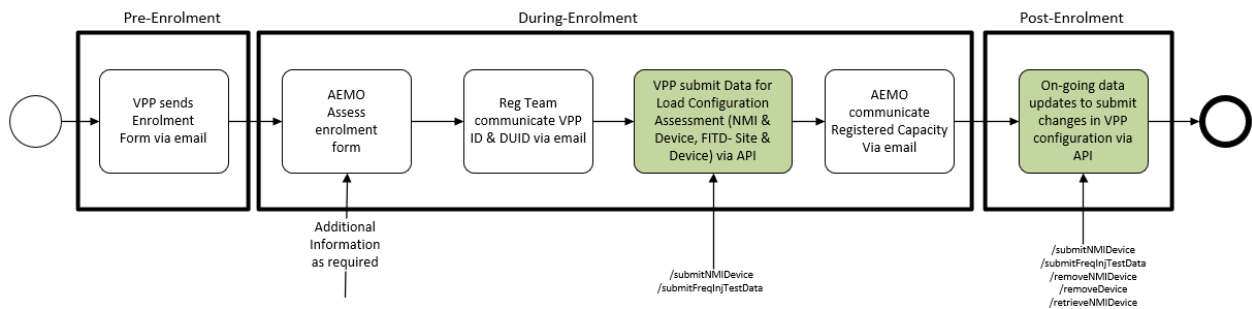 Pre-Enrolment
During-Enrolment
Post-Enrolment
VPP sends
Enrolment
Form via email
AEMO
Assess
enrolment
form
Reg Team
communicate VPP
ID & DUID via email
VPP submit Data for
Load Configuration
Assessment (NMI &
Device, FITD- Site &
Device) via API
AEMO
communicate
Registered Capacity
Via email
On-going data
updates to submit
changes in VPP
configuration via
API
Additional
Information
as required
/submitNMIDevice
/submitFreqInjTestData
/submitNMIDevice
/submitFreqInjTestData
/removeNMIDevice
/removeDevice
/retrieveNMIDevice